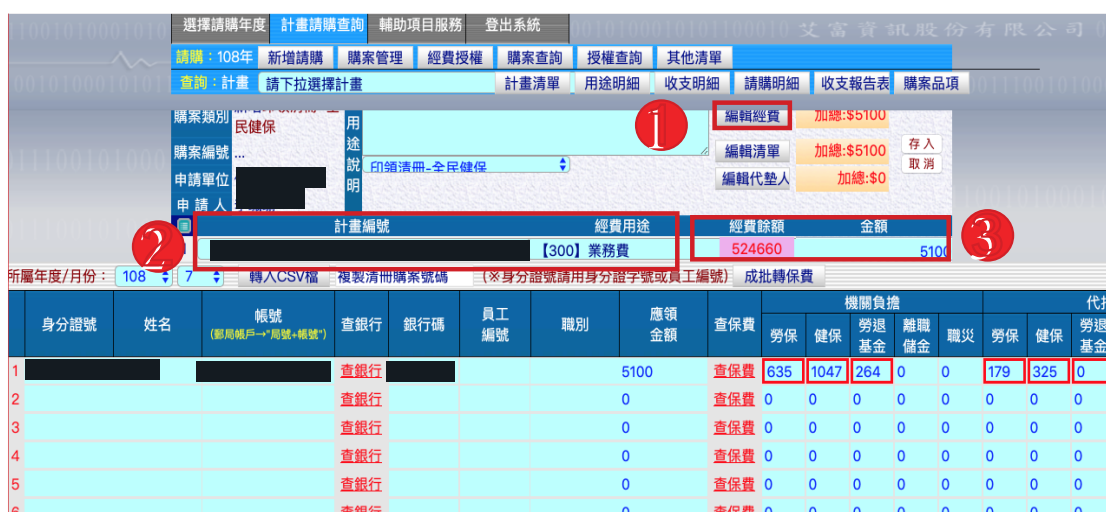 選擇請購年度 計畫請購查詢 輔助項目服務 登出系統
艾富資訊股份有限公司
請購：108年 新增請購 購案管理 經費授權 購案查詢 授權查詢 其他清單
查詢：計畫 請下拉選擇計畫 計畫清單 用途明細 收支明細 請購明細 收支報告表 購案品項
購案類別 民健保
購案編號 ...
申請單位
申請人
用途說明
印領清冊-全民健保
1
編輯經費 加總:$5100
編輯清單 加總:$5100
編輯代墊人 加總:$0
存入
取消
2
計畫編號 經費用途 經費餘額 金額
3
【300】業務費 524660 5100
所屬年度/月份： 108 7 轉入CSV檔 複製清冊購案號碼 (※身分證號請用身分證字號或員工編號) 成批轉保費
身分證號 姓名 帳號 (郵局帳戶→"局號+帳號") 查銀行 銀行碼 員工編號 職別 應領金額 查保費 機關負擔
勞保 健保 勞退基金 離職儲金 職災 勞保 健保 勞退基金
1 查銀行 5100 查保費 635 1047 264 0 0 179 325 0
2 查銀行 0 查保費 0 0 0 0 0 0 0 0
3 查銀行 0 查保費 0 0 0 0 0 0 0 0
4 查銀行 0 查保費 0 0 0 0 0 0 0 0
5 查銀行 0 查保費 0 0 0 0 0 0 0 0